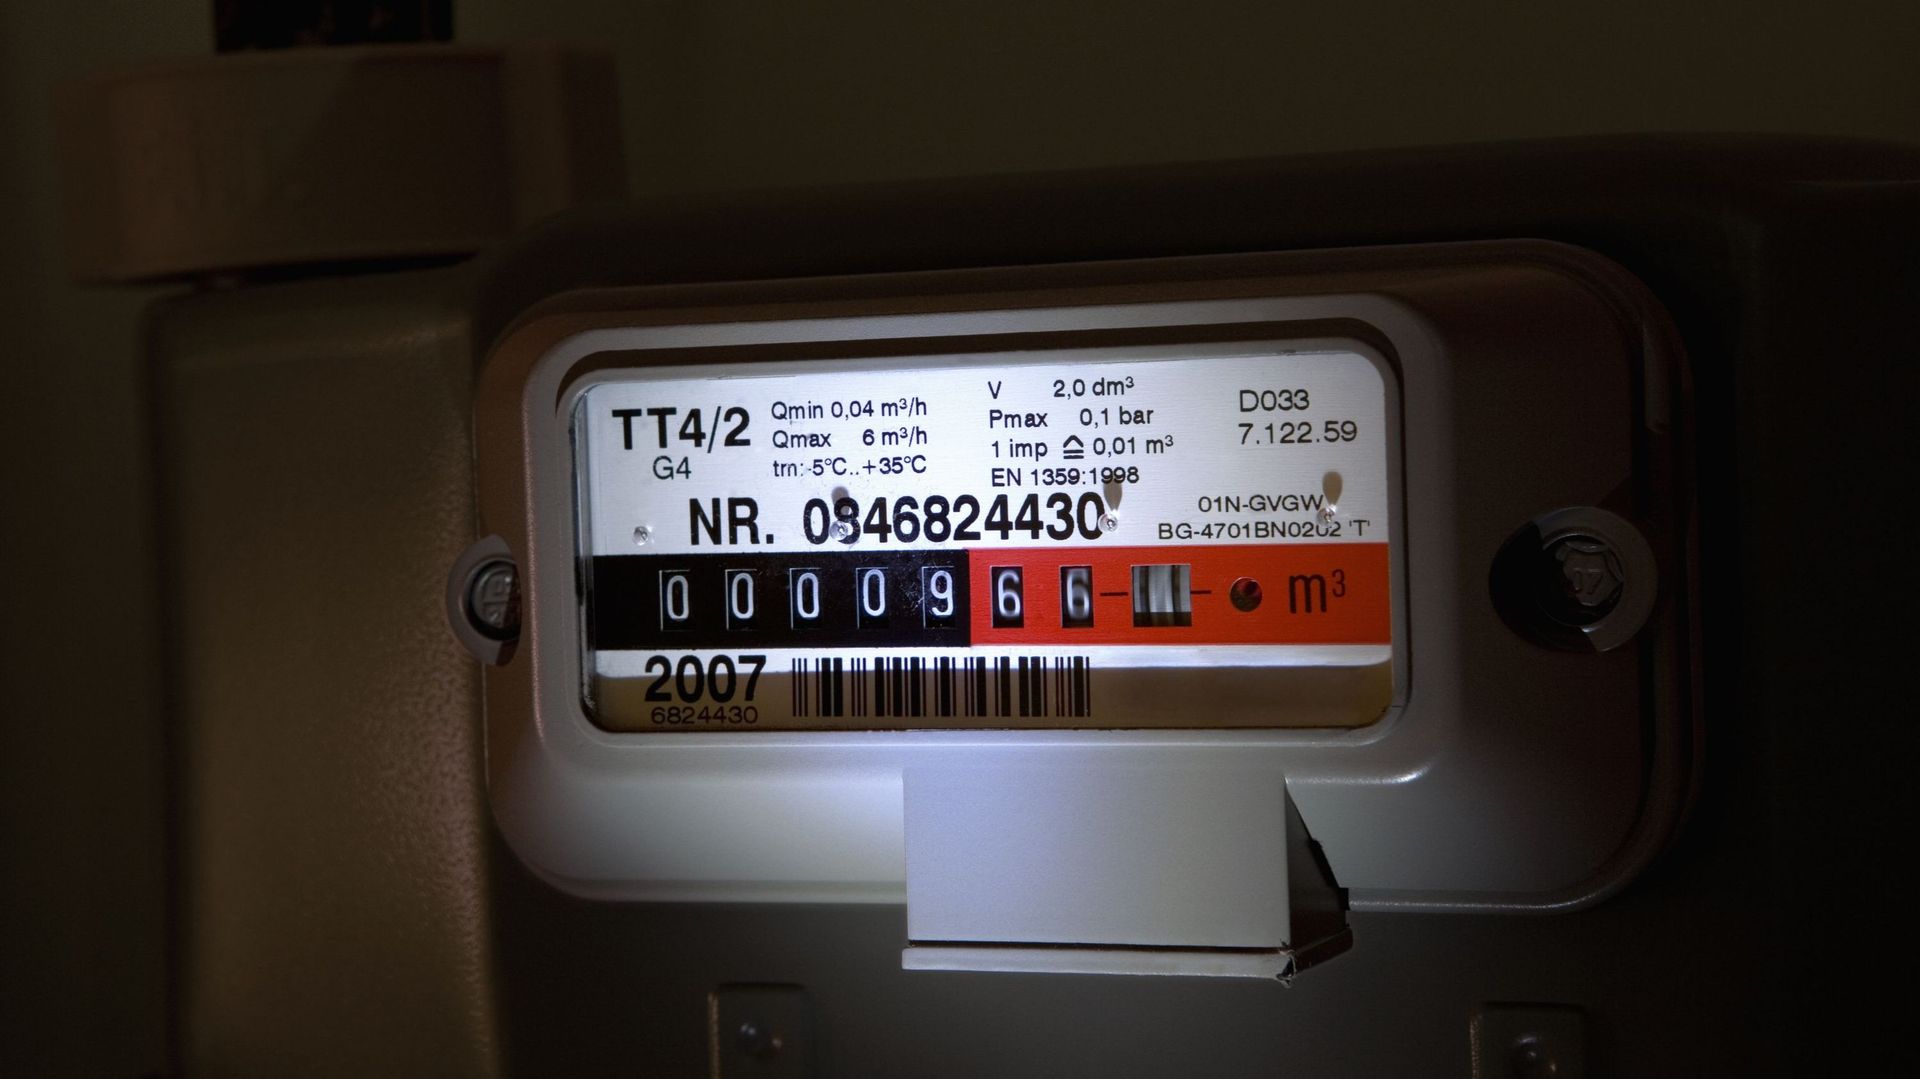 TT4/2
G4
Qmin 0,04 m³/h
Qmax 6 m³/h
trn: -5°C..+35°C
V 2,0 dm³
Pmax 0,1 bar
1 imp ≙ 0,01 m³
EN 1359:1998
D033
7.122.59
NR. 0846824430
01N-GVGW
BG-4701BN0202 'T'
0 0 0 0 9 6 6 m³
2007
6824430